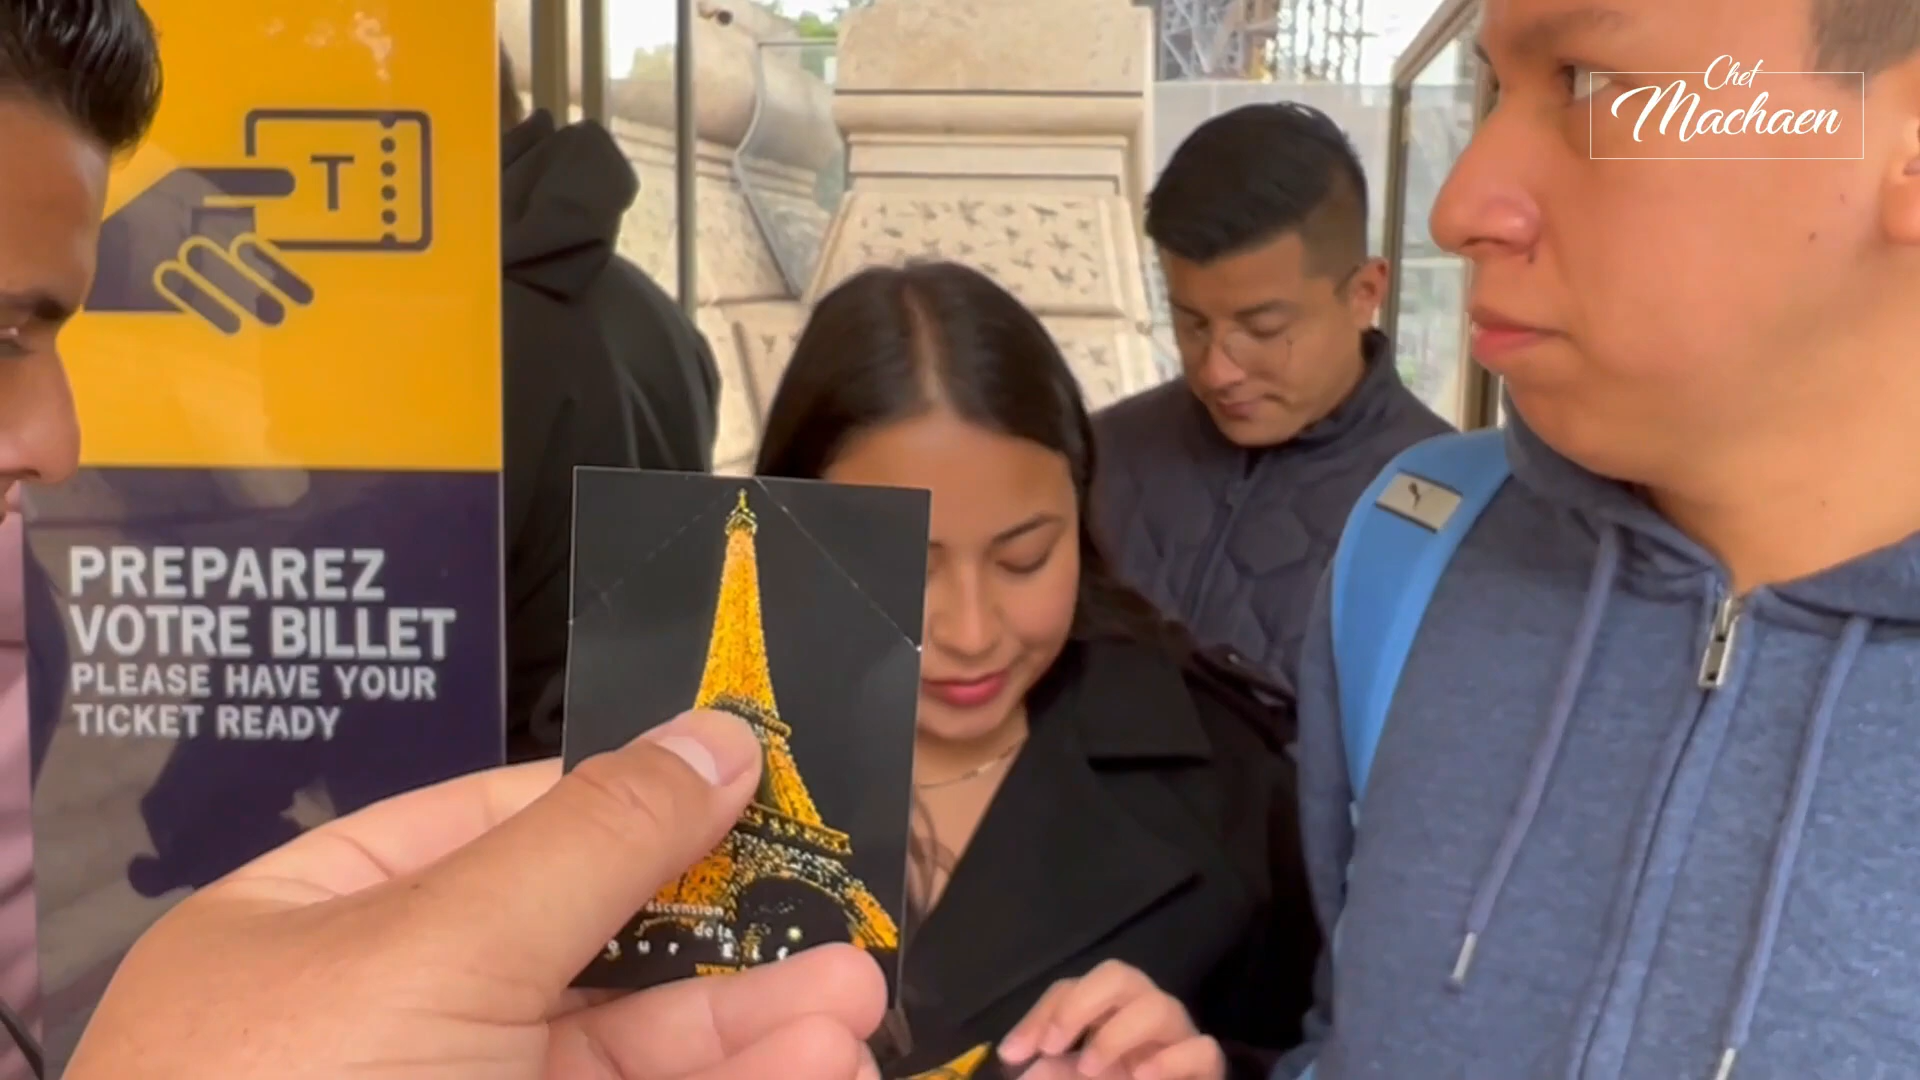 Chef
Machaen
T
PREPAREZ
VOTRE BILLET
PLEASE HAVE YOUR
TICKET READY
ascension
de la